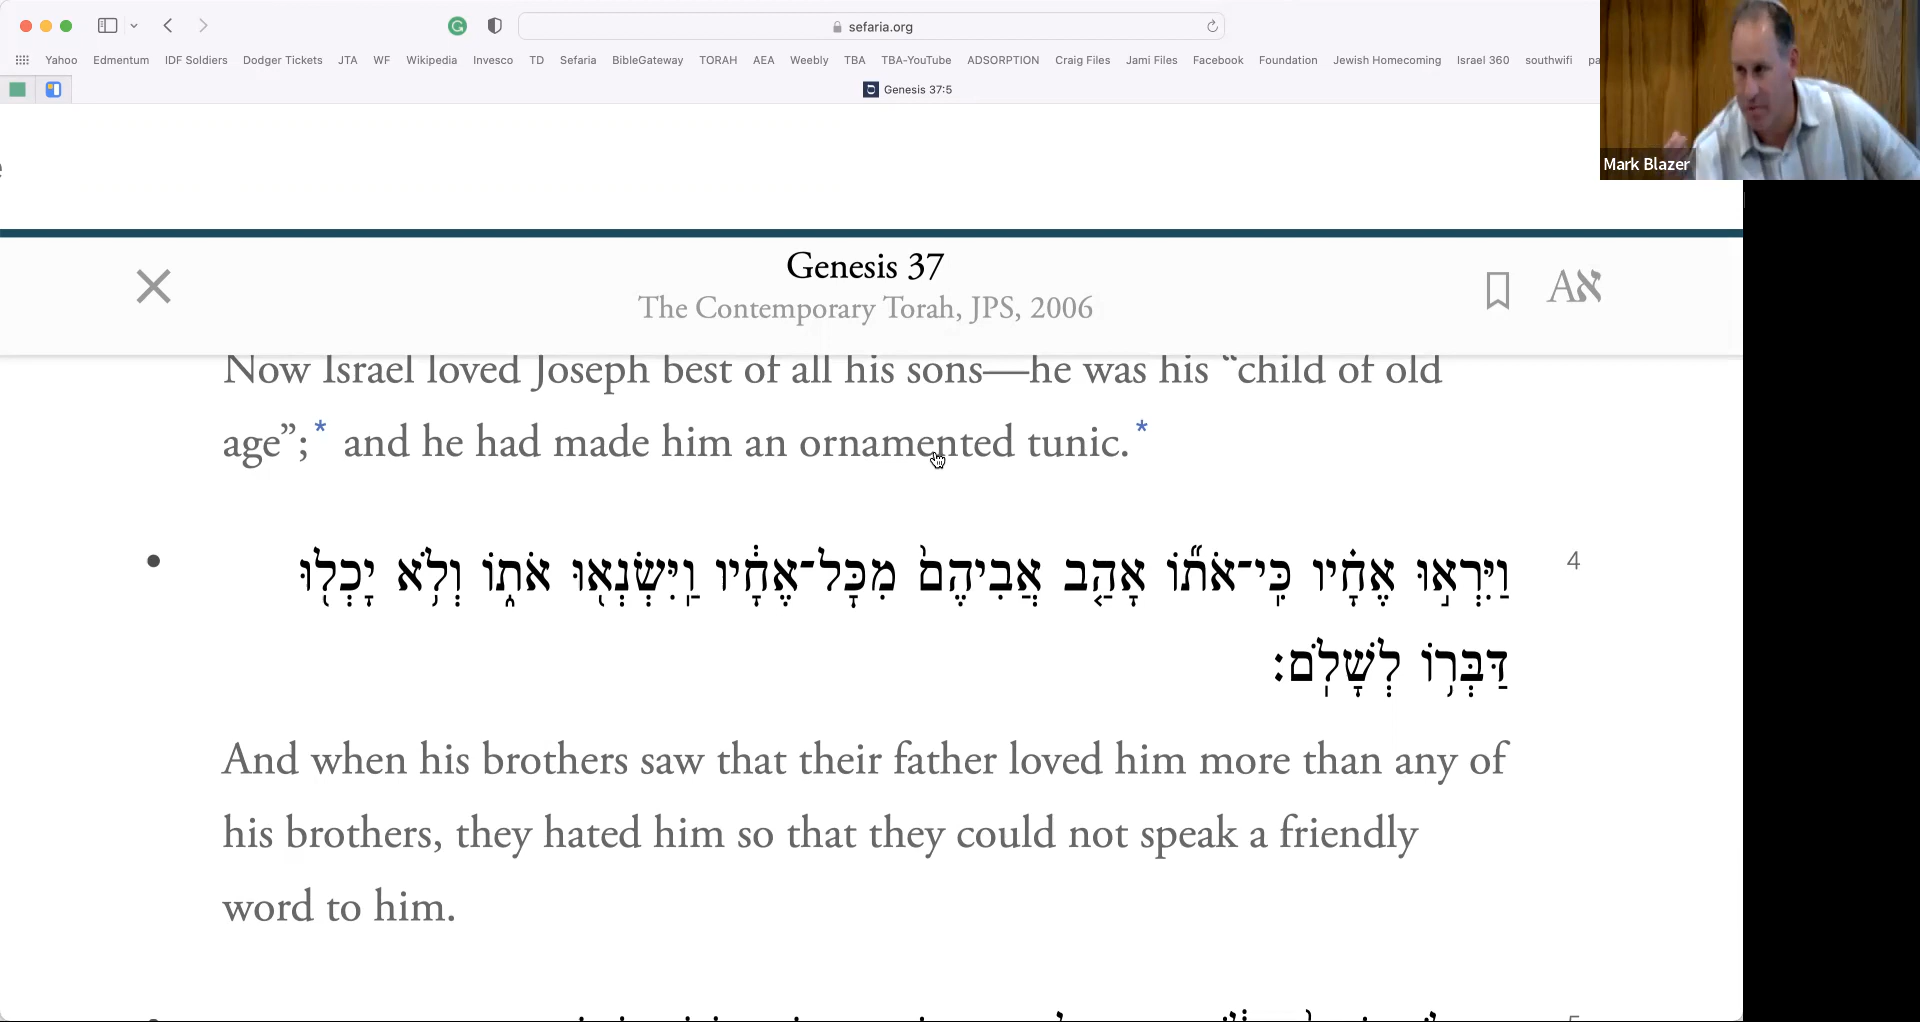 sefaria.org
Yahoo Edmentum IDF Soldiers Dodger Tickets JTA WF Wikipedia Invesco TD Sefaria BibleGateway TORAH AEA Weebly TBA TBA-YouTube ADSORPTION Craig Files Jami Files Facebook Foundation Jewish Homecoming Israel 360 southwifi
Genesis 37:5
Mark Blazer
Genesis 37
The Contemporary Torah, JPS, 2006
Aא
Now Israel loved Joseph best of all his sons—he was his “child of old
age”;* and he had made him an ornamented tunic.*
4
וַיִּרְא֣וּ אֶחָ֗יו כִּֽי־אֹת֞וֹ אָהַ֤ב אֲבִיהֶם֙ מִכׇּל־אֶחָ֔יו וַֽיִּשְׂנְא֖וּ אֹת֑וֹ וְלֹ֥א יָכְל֖וּ
דַּבְּר֥וֹ לְשָׁלֹֽם׃
And when his brothers saw that their father loved him more than any of
his brothers, they hated him so that they could not speak a friendly
word to him.